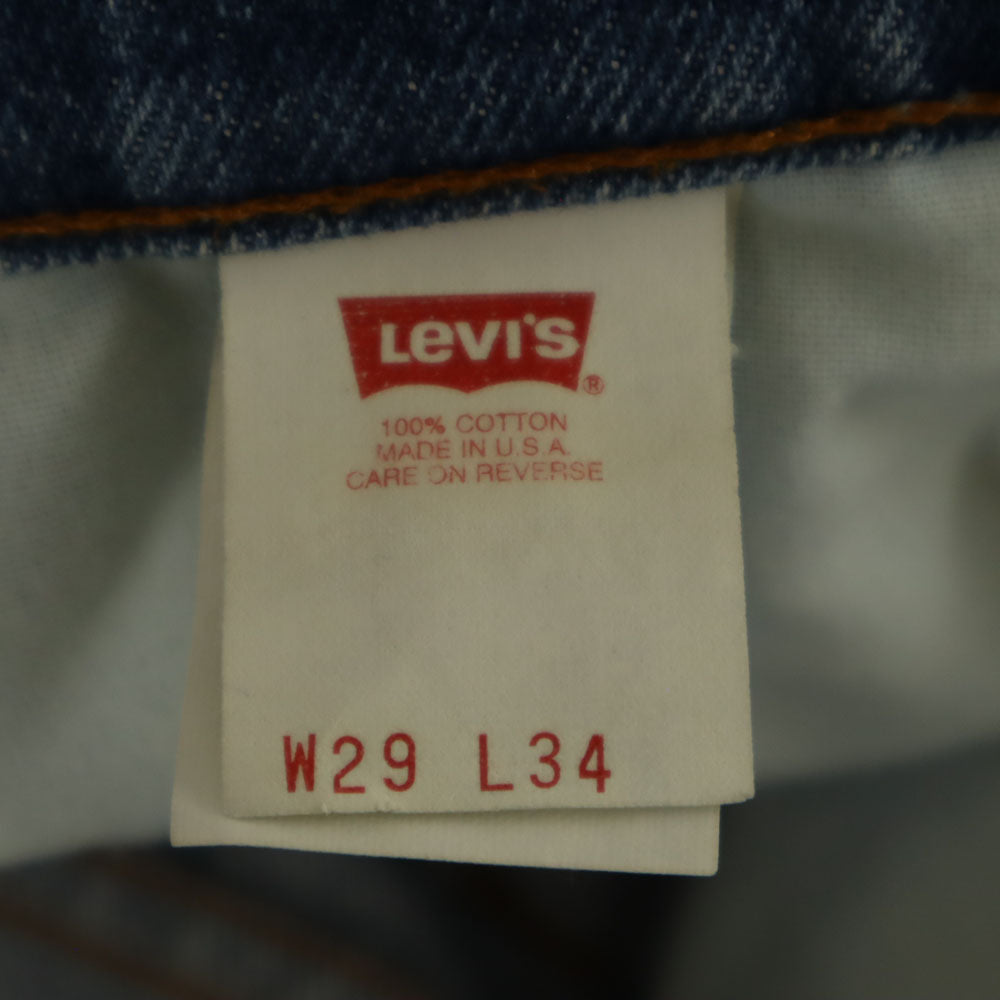 Levi's
®
100% COTTON
MADE IN U.S.A.
CARE ON REVERSE
W29 L34